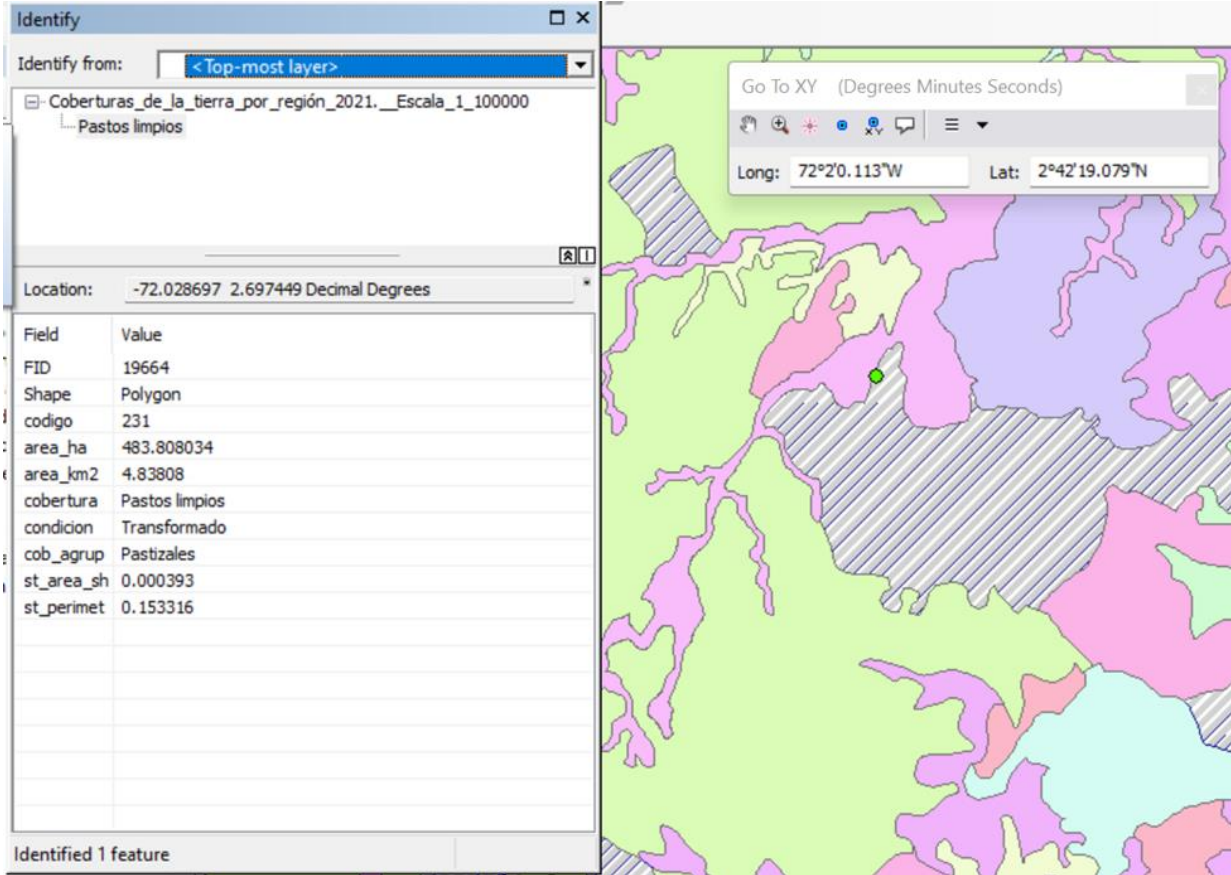 Identify
Identify from: <Top-most layer>
Coberturas_de_la_tierra_por_región_2021.__Escala_1_100000
Pastos limpios
Location: -72.028697 2.697449 Decimal Degrees
Field Value
FID 19664
Shape Polygon
codigo 231
area_ha 483.808034
area_km2 4.83808
cobertura Pastos limpios
condicion Transformado
cob_agrup Pastizales
st_area_sh 0.000393
st_perimet 0.153316
Identified 1 feature
Go To XY (Degrees Minutes Seconds)
Long: 72°2'0.113"W Lat: 2°42'19.079"N